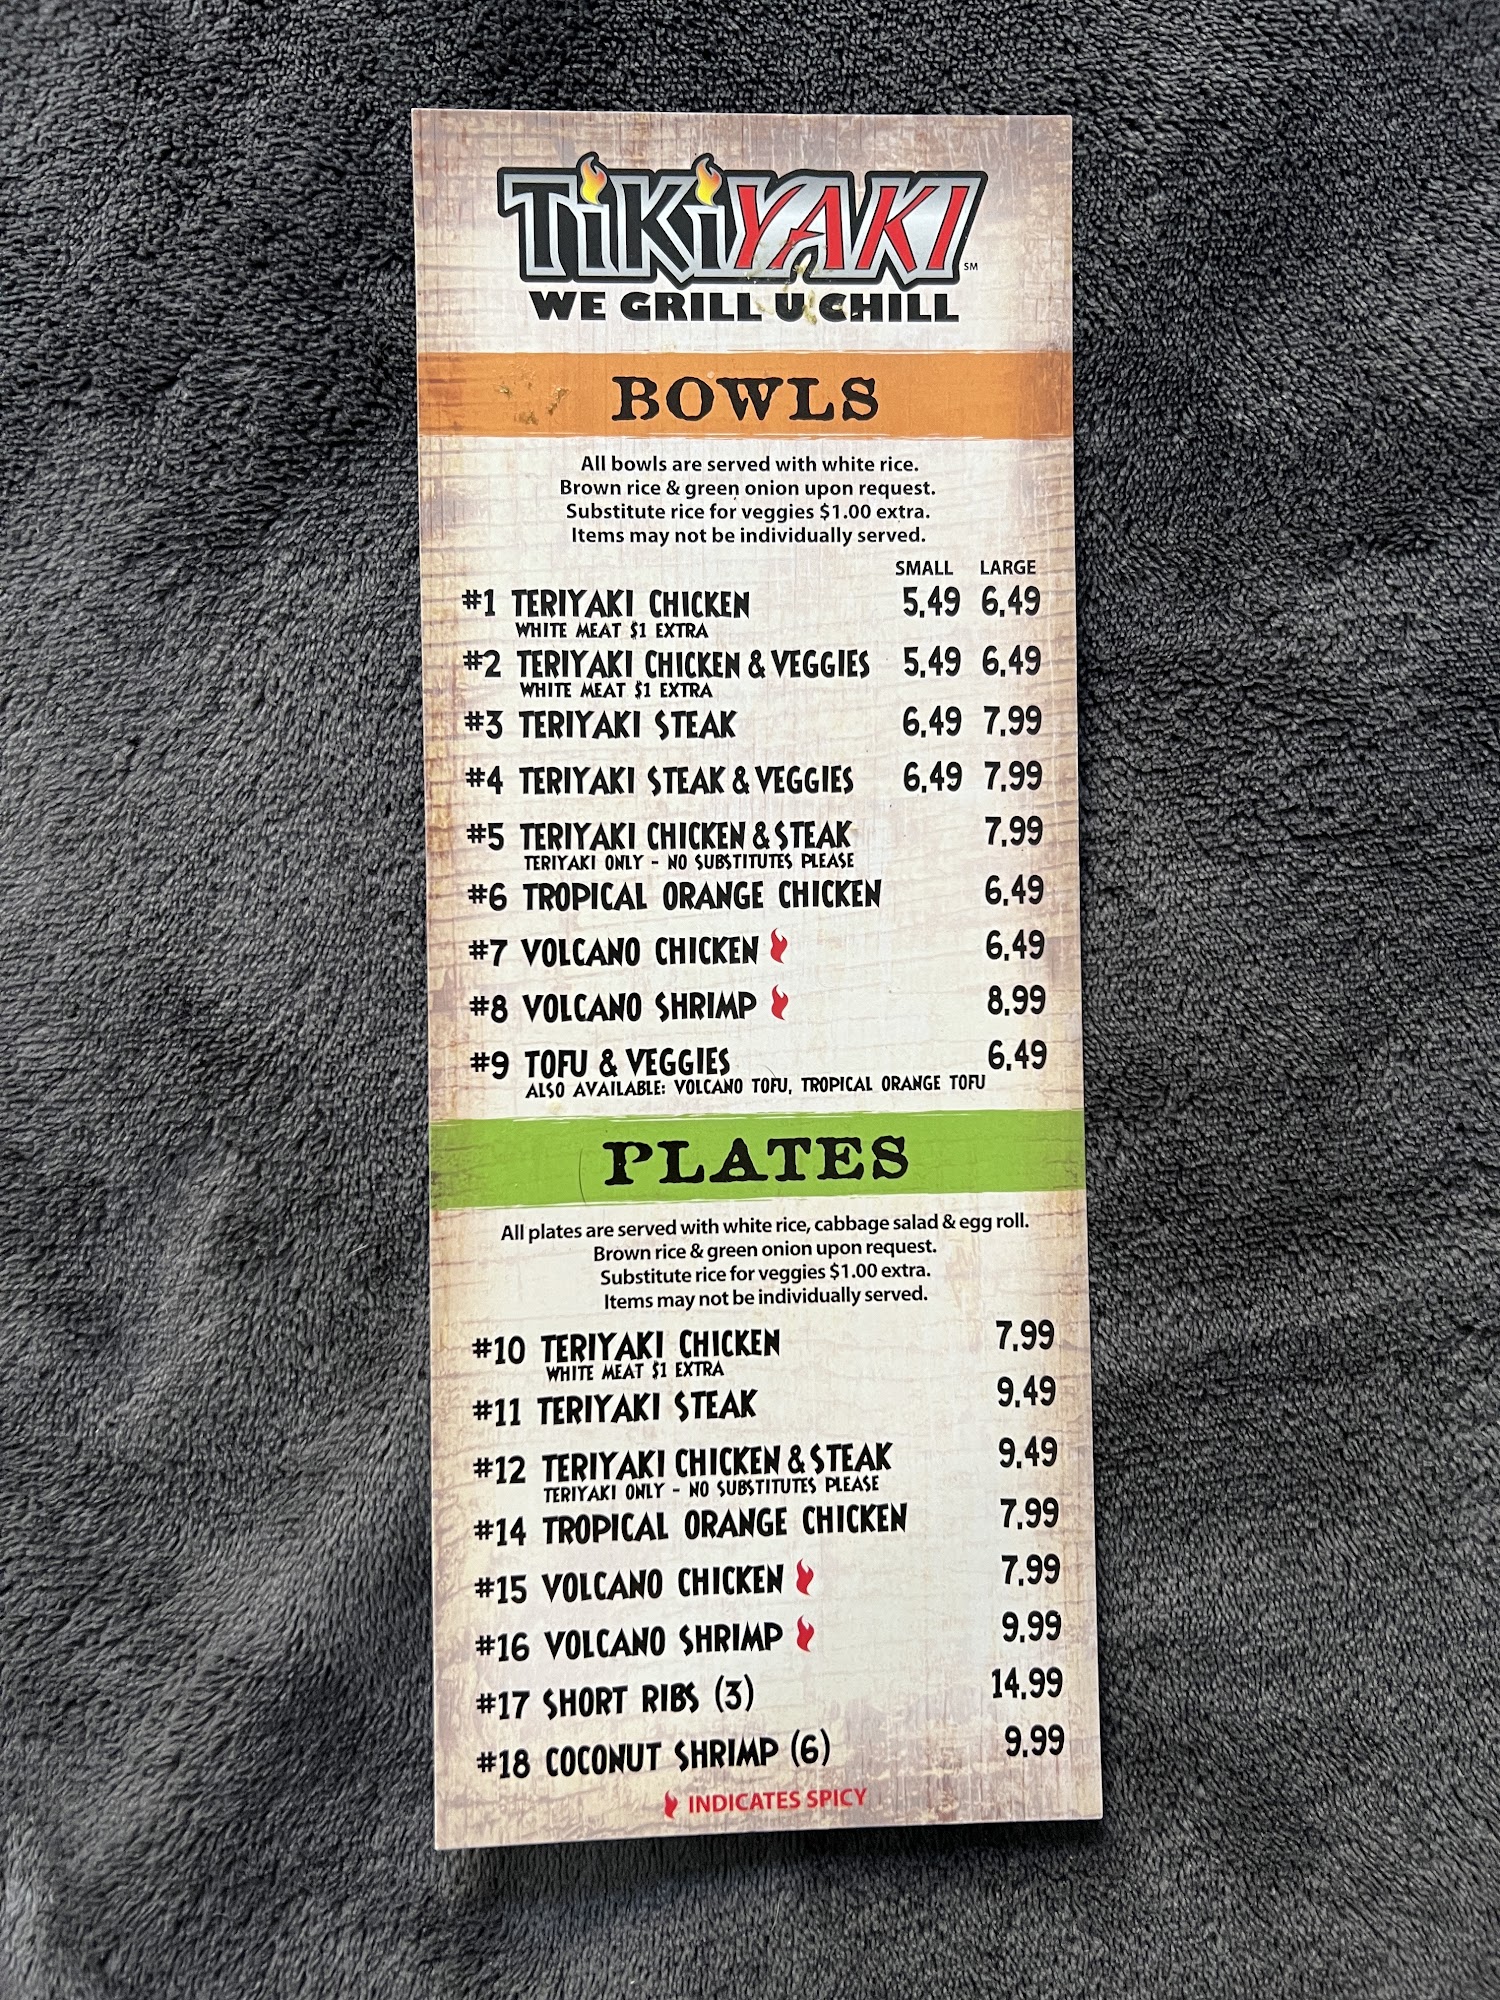 TiKiYAKI SM
WE GRILL U CHILL
BOWLS
All bowls are served with white rice.
Brown rice & green onion upon request.
Substitute rice for veggies $1.00 extra.
Items may not be individually served.
SMALL LARGE
#1 TERIYAKI CHICKEN 5.49 6.49
WHITE MEAT $1 EXTRA
#2 TERIYAKI CHICKEN & VEGGIES 5.49 6.49
WHITE MEAT $1 EXTRA
#3 TERIYAKI STEAK 6.49 7.99
#4 TERIYAKI STEAK & VEGGIES 6.49 7.99
#5 TERIYAKI CHICKEN & STEAK 7.99
TERIYAKI ONLY - NO SUBSTITUTES PLEASE
#6 TROPICAL ORANGE CHICKEN 6.49
#7 VOLCANO CHICKEN 6.49
#8 VOLCANO SHRIMP 8.99
#9 TOFU & VEGGIES 6.49
ALSO AVAILABLE: VOLCANO TOFU, TROPICAL ORANGE TOFU
PLATES
All plates are served with white rice, cabbage salad & egg roll.
Brown rice & green onion upon request.
Substitute rice for veggies $1.00 extra.
Items may not be individually served.
#10 TERIYAKI CHICKEN 7.99
WHITE MEAT $1 EXTRA
#11 TERIYAKI STEAK 9.49
#12 TERIYAKI CHICKEN & STEAK 9.49
TERIYAKI ONLY - NO SUBSTITUTES PLEASE
#14 TROPICAL ORANGE CHICKEN 7.99
#15 VOLCANO CHICKEN 7.99
#16 VOLCANO SHRIMP 9.99
#17 SHORT RIBS (3) 14.99
#18 COCONUT SHRIMP (6) 9.99
INDICATES SPICY